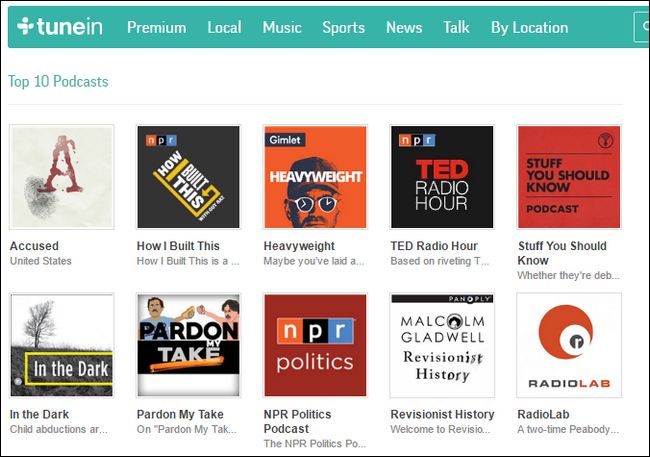 tunein Premium Local Music Sports News Talk By Location
Top 10 Podcasts
A
npr
HOW I BUILT THIS
WITH GUY RAZ
Gimlet
HEAVYWEIGHT
npr
TED
RADIO
HOUR
STUFF
YOU SHOULD
KNOW
PODCAST
Accused
United States
How I Built This
How I Built This is a ...
Heavyweight
Maybe you've laid a...
TED Radio Hour
Based on riveting T...
Stuff You Should
Know
Whether they're deb...
In the Dark
PARDON
MY
TAKE
npr
politics
PANOPLY
MALCOLM
GLADWELL
Revisionist
History
RADIOLAB
In the Dark
Child abductions ar...
Pardon My Take
On "Pardon My Tak...
NPR Politics
Podcast
The NPR Politics Po...
Revisionist History
Welcome to Revisio...
RadioLab
A two-time Peabody...